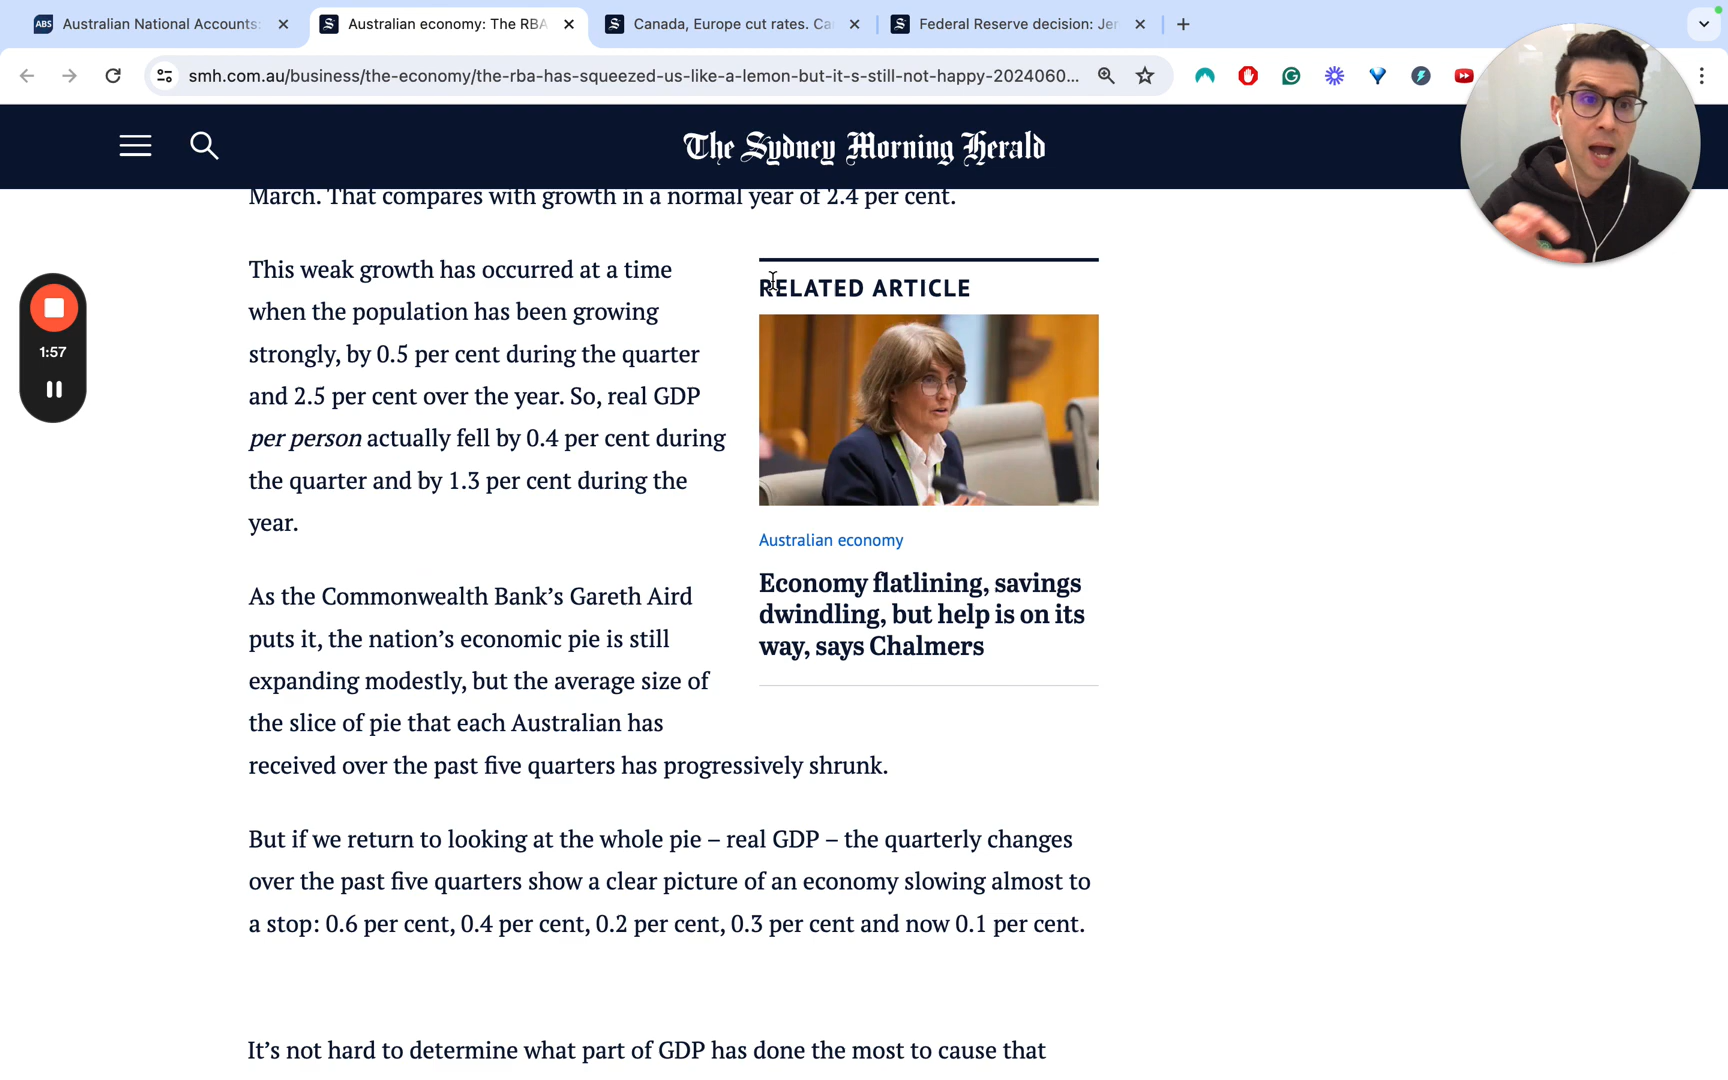 Australian National Accounts:
Australian economy: The RBA
Canada, Europe cut rates. Ca
Federal Reserve decision: Jer
smh.com.au/business/the-economy/the-rba-has-squeezed-us-like-a-lemon-but-it-s-still-not-happy-2024060...
The Sydney Morning Herald
March. That compares with growth in a normal year of 2.4 per cent.
This weak growth has occurred at a time
when the population has been growing
strongly, by 0.5 per cent during the quarter
and 2.5 per cent over the year. So, real GDP
per person actually fell by 0.4 per cent during
the quarter and by 1.3 per cent during the
year.
RELATED ARTICLE
Australian economy
Economy flatlining, savings
dwindling, but help is on its
way, says Chalmers
1:57
As the Commonwealth Bank’s Gareth Aird
puts it, the nation’s economic pie is still
expanding modestly, but the average size of
the slice of pie that each Australian has
received over the past five quarters has progressively shrunk.
But if we return to looking at the whole pie – real GDP – the quarterly changes
over the past five quarters show a clear picture of an economy slowing almost to
a stop: 0.6 per cent, 0.4 per cent, 0.2 per cent, 0.3 per cent and now 0.1 per cent.
It’s not hard to determine what part of GDP has done the most to cause that